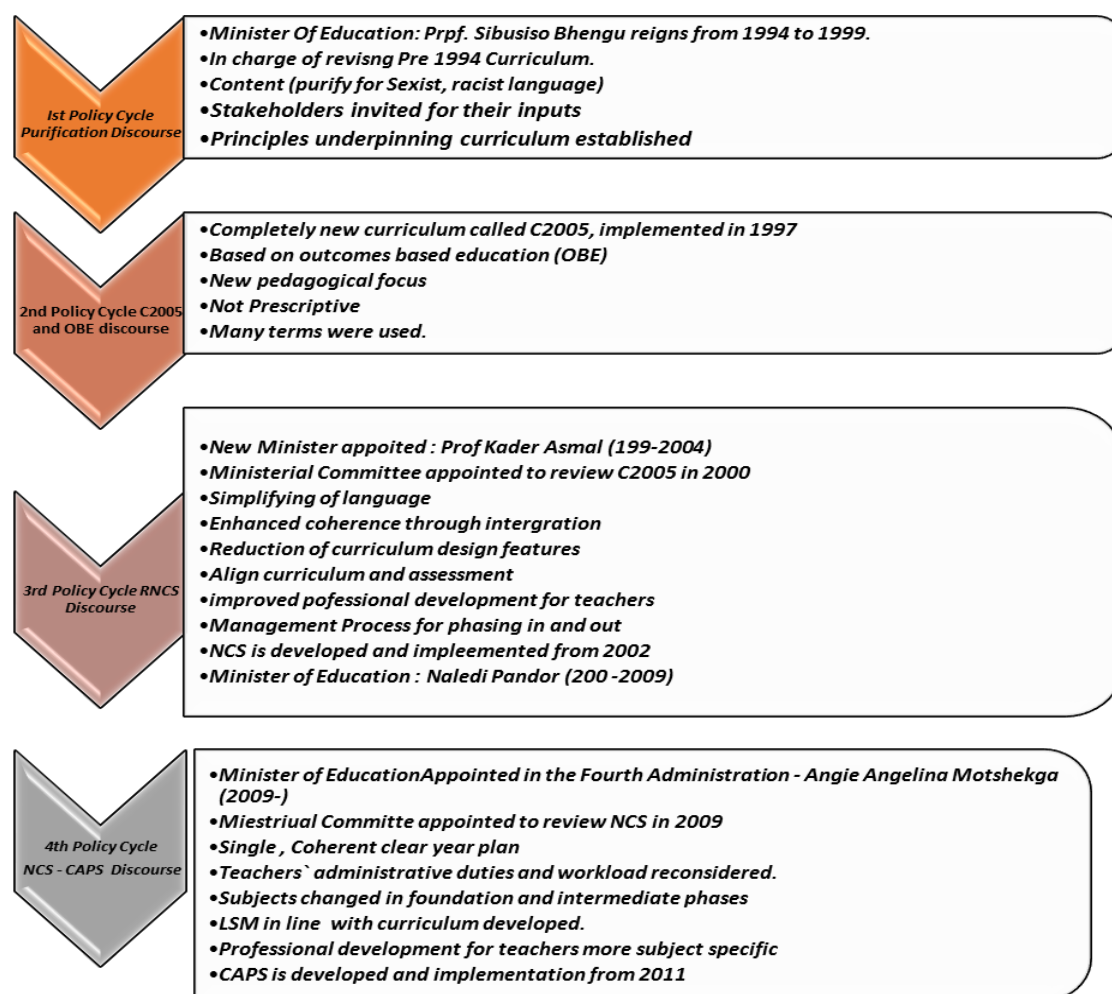 1st Policy Cycle
Purification Discourse
•Minister Of Education: Prpf. Sibusiso Bhengu reigns from 1994 to 1999.
•In charge of revisng Pre 1994 Curriculum.
•Content (purify for Sexist, racist language)
•Stakeholders invited for their inputs
•Principles underpinning curriculum established
2nd Policy Cycle C2005
and OBE discourse
•Completely new curriculum called C2005, implemented in 1997
•Based on outcomes based education (OBE)
•New pedagogical focus
•Not Prescriptive
•Many terms were used.
3rd Policy Cycle RNCS
Discourse
•New Minister appoited : Prof Kader Asmal (199-2004)
•Ministerial Committee appointed to review C2005 in 2000
•Simplifying of language
•Enhanced coherence through intergration
•Reduction of curriculum design features
•Align curriculum and assessment
•improved pofessional development for teachers
•Management Process for phasing in and out
•NCS is developed and impleemented from 2002
•Minister of Education : Naledi Pandor (200 -2009)
4th Policy Cycle
NCS - CAPS Discourse
•Minister of EducationAppointed in the Fourth Administration - Angie Angelina Motshekga
(2009-)
•Miestriual Committe appointed to review NCS in 2009
•Single , Coherent clear year plan
•Teachers` administrative duties and workload reconsidered.
•Subjects changed in foundation and intermediate phases
•LSM in line with curriculum developed.
•Professional development for teachers more subject specific
•CAPS is developed and implementation from 2011